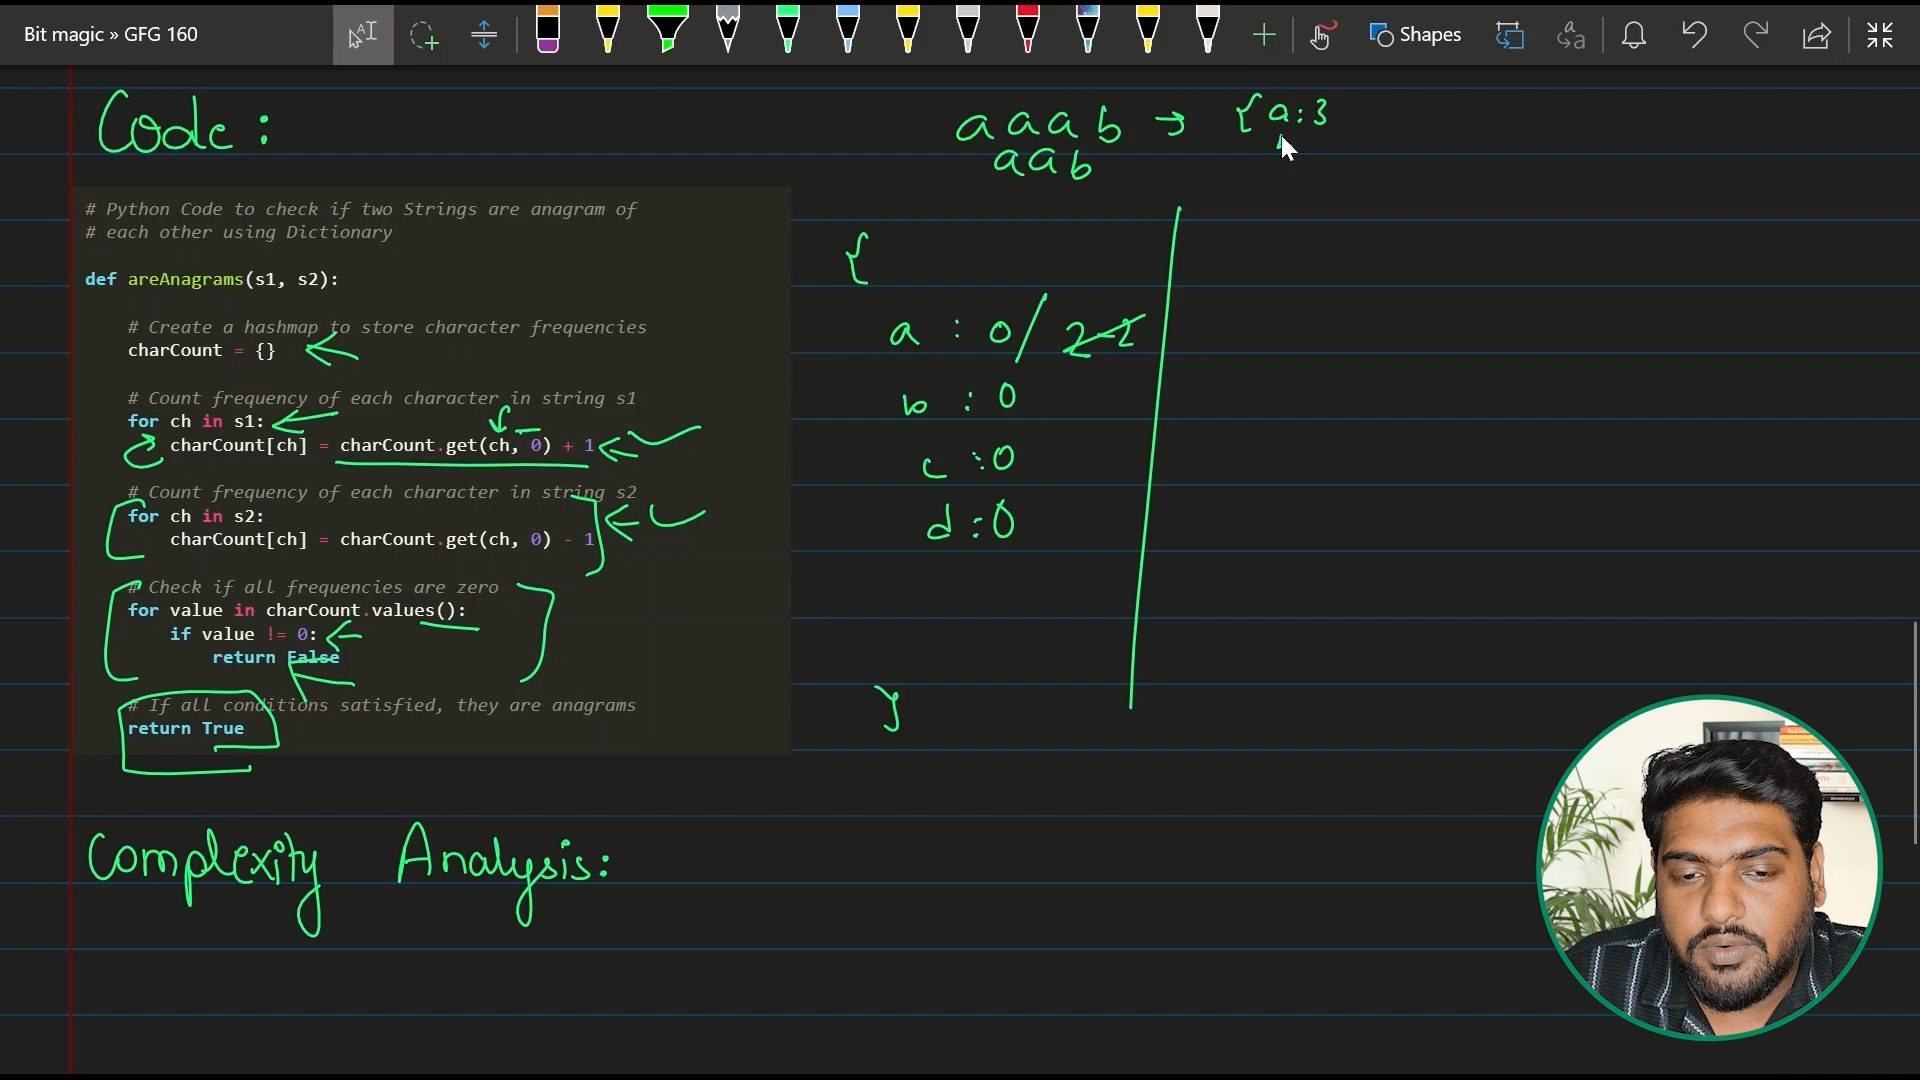 Bit magic » GFG 160
Shapes
Code:
a a a b → {a:3
a a b
# Python Code to check if two Strings are anagram of
# each other using Dictionary
def areAnagrams(s1, s2):
# Create a hashmap to store character frequencies
charCount = {}
# Count frequency of each character in string s1
for ch in s1:
charCount[ch] = charCount.get(ch, 0) + 1
# Count frequency of each character in string s2
for ch in s2:
charCount[ch] = charCount.get(ch, 0) - 1
# Check if all frequencies are zero
for value in charCount.values():
if value != 0:
return False
# If all conditions satisfied, they are anagrams
return True
{
a : 0 / 2-2
b : 0
c : 0
d : 0
}
Complexity Analysis: